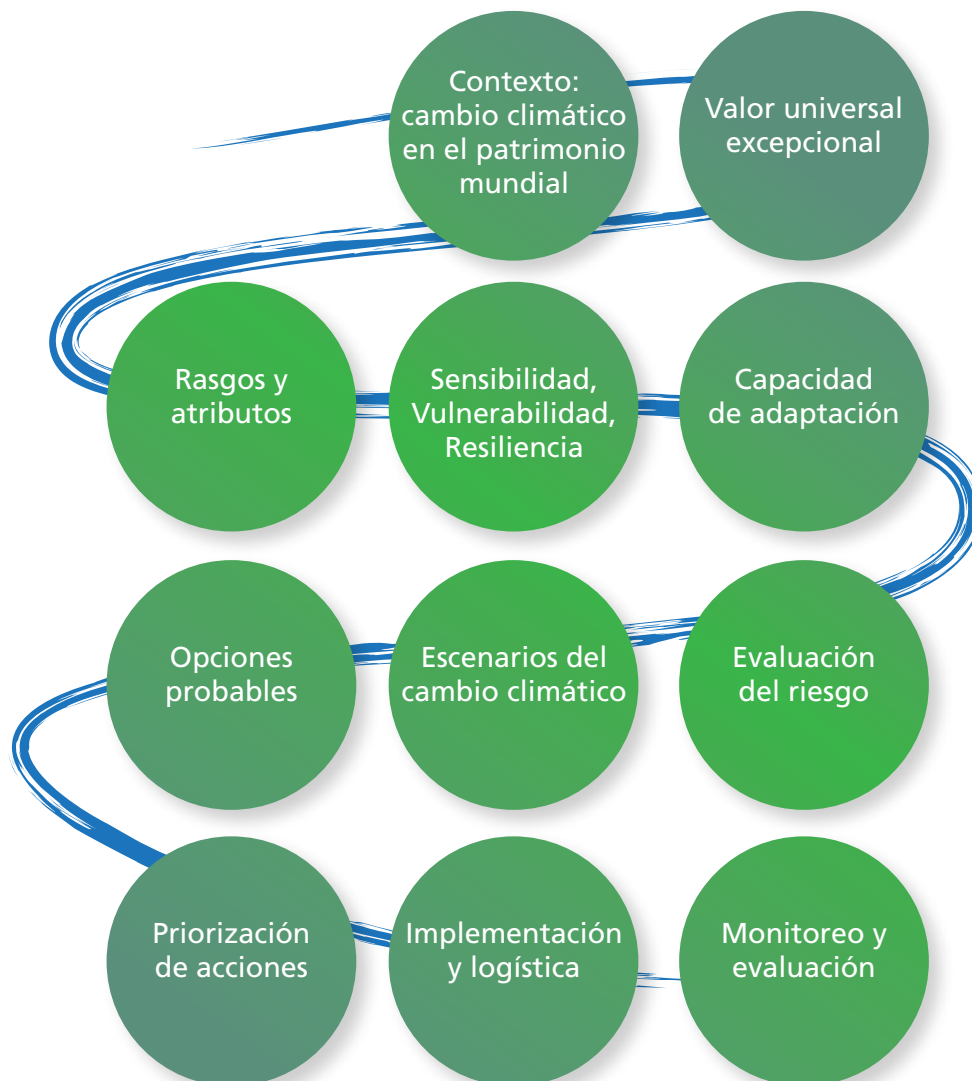 Contexto:
cambio climático
en el patrimonio
mundial
Valor universal
excepcional
Rasgos y
atributos
Sensibilidad,
Vulnerabilidad,
Resiliencia
Capacidad
de adaptación
Opciones
probables
Escenarios del
cambio climático
Evaluación
del riesgo
Priorización
de acciones
Implementación
y logística
Monitoreo y
evaluación